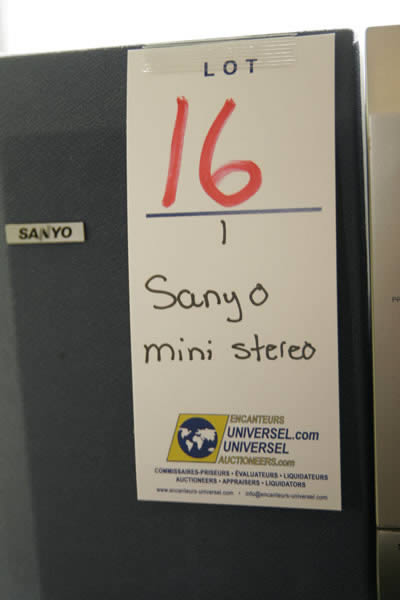 LOT
16
1
SANYO
Sanyo
mini stereo
ENCANTEURS
UNIVERSEL.com
UNIVERSEL
AUCTIONEERS.com
COMMISSAIRES-PRISEURS • ÉVALUATEURS • LIQUIDATEURS
AUCTIONEERS • APPRAISERS • LIQUIDATORS
www.encanteurs-universel.com • info@encanteurs-universel.com